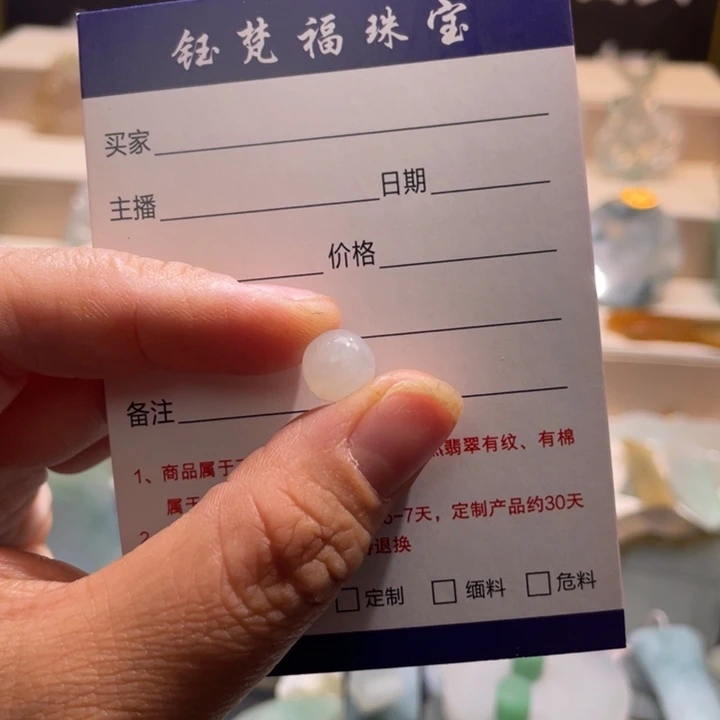 钰梵福珠宝
买家
主播 日期
价格
备注
1、商品属于 翡翠有纹、有棉
属于
-7天，定制产品约30天
2 退换
定制 缅料 危料